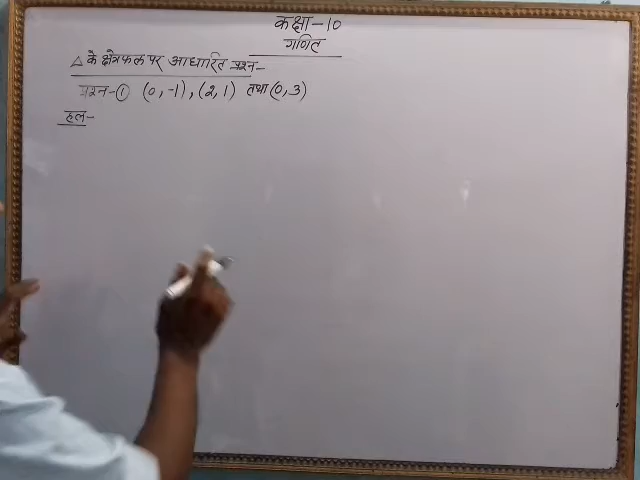 कक्षा-10
गणित
△ के क्षेत्रफल पर आधारित प्रश्न-
प्रश्न-① (0,-1), (2,1) तथा (0,3)
हल-